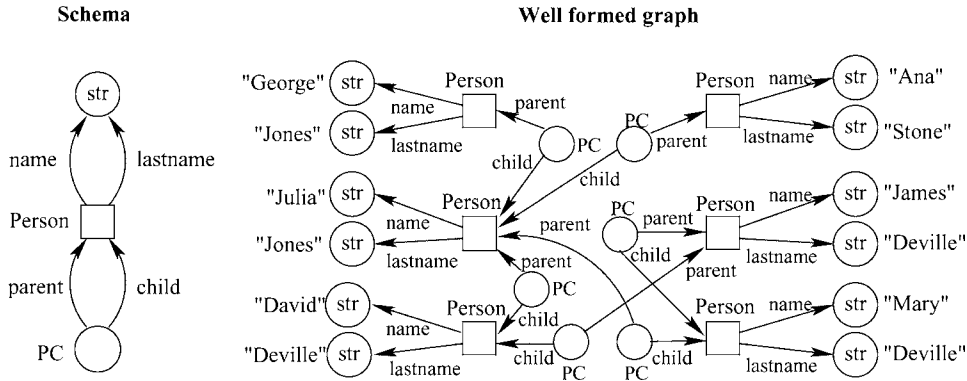 Schema
Well formed graph
str
name
lastname
Person
parent
child
PC
"George"
str
Person
name
parent
"Jones"
str
lastname
PC
child
Person
name
str
"Ana"
PC
parent
lastname
str
"Stone"
child
"Julia"
str
Person
name
"Jones"
str
lastname
parent
PC
parent
child
Person
name
str
"James"
lastname
str
"Deville"
parent
parent
PC
child
"David"
str
Person
name
"Deville"
str
lastname
child
PC
PC
child
Person
name
str
"Mary"
lastname
str
"Deville"